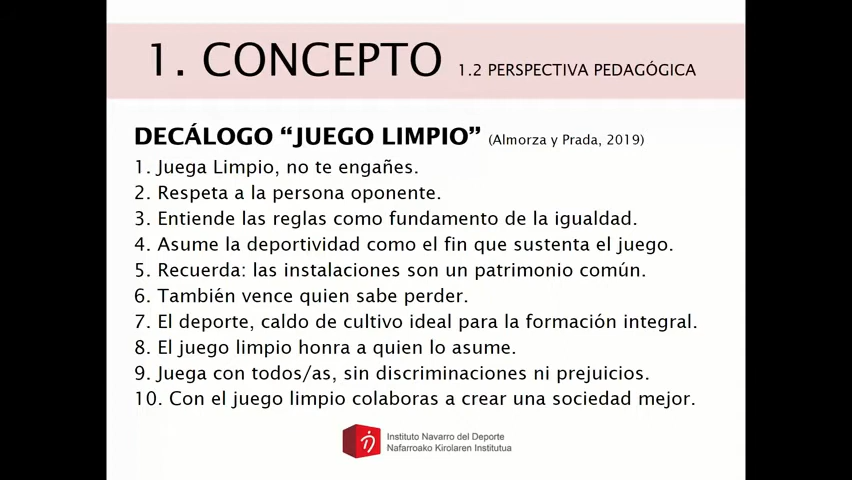 1. CONCEPTO 1.2 PERSPECTIVA PEDAGÓGICA
DECÁLOGO “JUEGO LIMPIO” (Almorza y Prada, 2019)
1. Juega Limpio, no te engañes.
2. Respeta a la persona oponente.
3. Entiende las reglas como fundamento de la igualdad.
4. Asume la deportividad como el fin que sustenta el juego.
5. Recuerda: las instalaciones son un patrimonio común.
6. También vence quien sabe perder.
7. El deporte, caldo de cultivo ideal para la formación integral.
8. El juego limpio honra a quien lo asume.
9. Juega con todos/as, sin discriminaciones ni prejuicios.
10. Con el juego limpio colaboras a crear una sociedad mejor.
Instituto Navarro del Deporte
Nafarroako Kirolaren Institutua